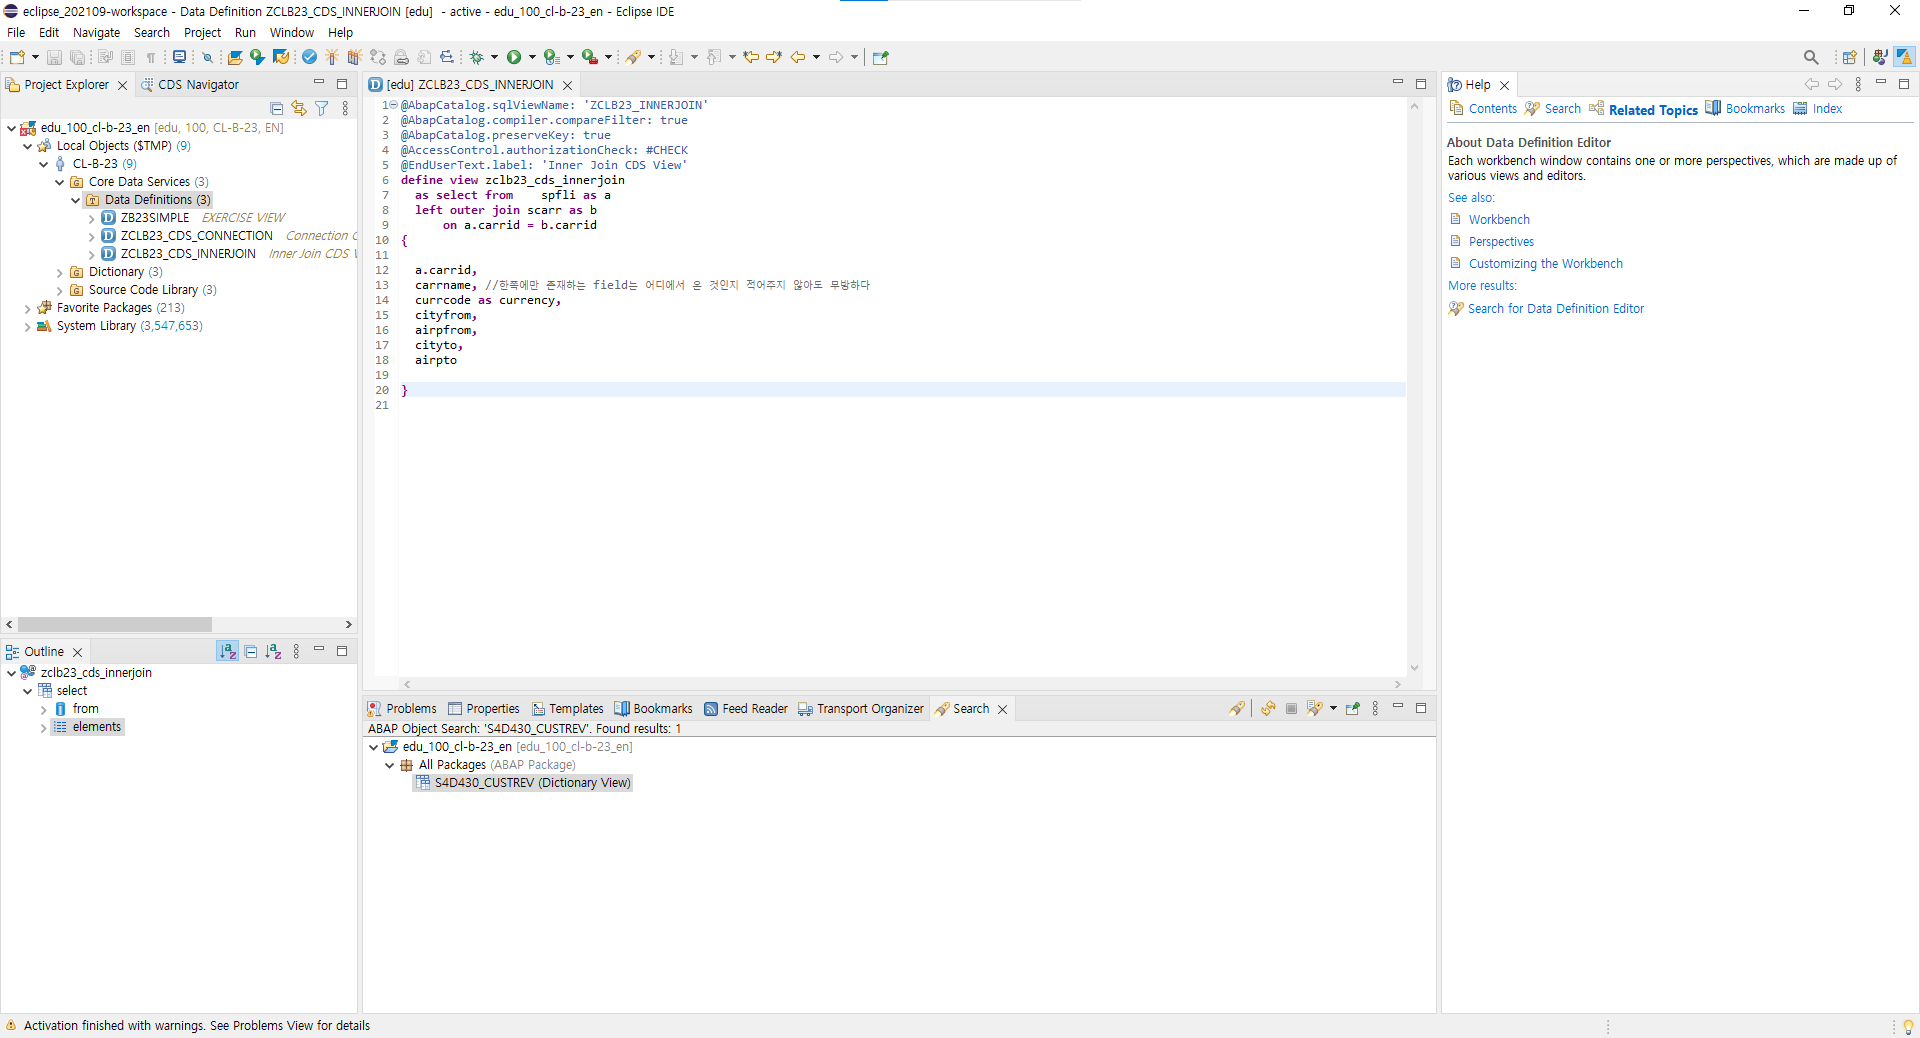 eclipse_202109-workspace - Data Definition ZCLB23_CDS_INNERJOIN [edu] - active - edu_100_cl-b-23_en - Eclipse IDE
File Edit Navigate Search Project Run Window Help
Project Explorer
CDS Navigator
edu_100_cl-b-23_en [edu, 100, CL-B-23, EN]
Local Objects ($TMP) (9)
CL-B-23 (9)
Core Data Services (3)
Data Definitions (3)
ZB23SIMPLE EXERCISE VIEW
ZCLB23_CDS_CONNECTION Connection
ZCLB23_CDS_INNERJOIN Inner Join CDS
Dictionary (3)
Source Code Library (3)
Favorite Packages (213)
System Library (3,547,653)
Outline
zclb23_cds_innerjoin
select
from
elements
[edu] ZCLB23_CDS_INNERJOIN
1 @AbapCatalog.sqlViewName: 'ZCLB23_INNERJOIN'
2 @AbapCatalog.compiler.compareFilter: true
3 @AbapCatalog.preserveKey: true
4 @AccessControl.authorizationCheck: #CHECK
5 @EndUserText.label: 'Inner Join CDS View'
6 define view zclb23_cds_innerjoin
7 as select from spfli as a
8 left outer join scarr as b
9 on a.carrid = b.carrid
10 {
11
12 a.carrid,
13 carrname, //한쪽에만 존재하는 field는 어디에서 온 것인지 적어주지 않아도 무방하다
14 currcode as currency,
15 cityfrom,
16 airpfrom,
17 cityto,
18 airpto
19
20 }
21
Problems Properties Templates Bookmarks Feed Reader Transport Organizer Search
ABAP Object Search: 'S4D430_CUSTREV'. Found results: 1
edu_100_cl-b-23_en [edu_100_cl-b-23_en]
All Packages (ABAP Package)
S4D430_CUSTREV (Dictionary View)
Help
Contents Search Related Topics Bookmarks Index
About Data Definition Editor
Each workbench window contains one or more perspectives, which are made up of
various views and editors.
See also:
Workbench
Perspectives
Customizing the Workbench
More results:
Search for Data Definition Editor
Activation finished with warnings. See Problems View for details